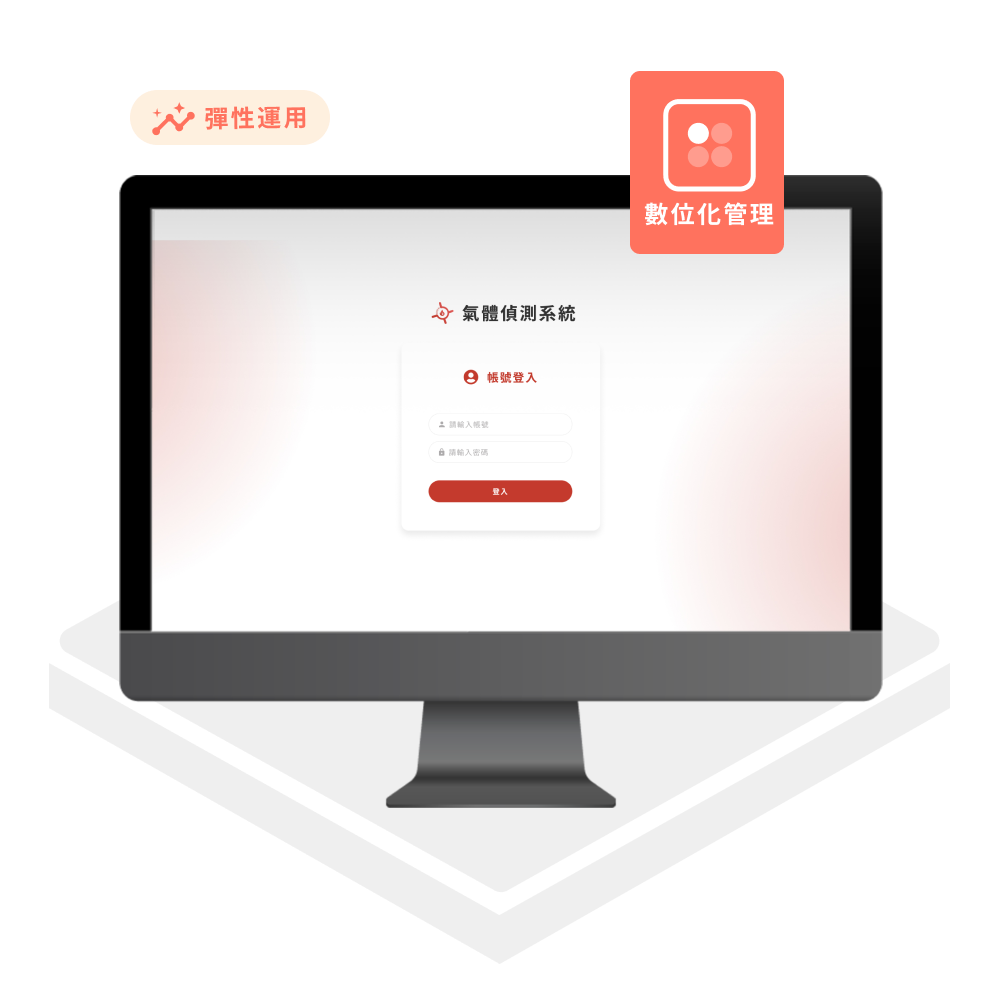 彈性運用
數位化管理
氣體偵測系統
帳號登入
請輸入帳號
請輸入密碼
登入